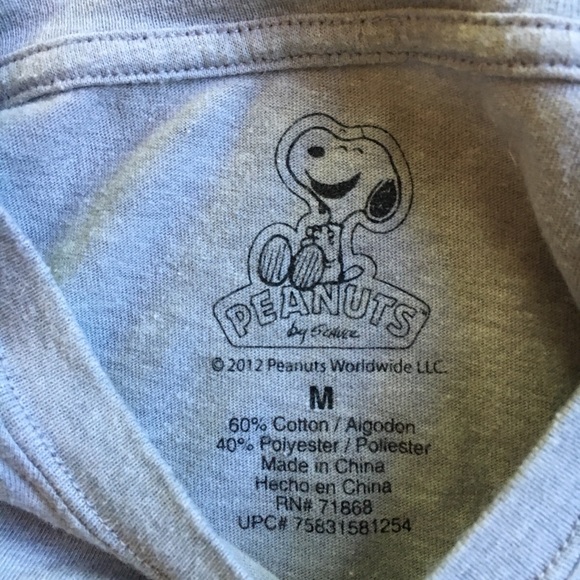 PEANUTS™
by SCHULZ
© 2012 Peanuts Worldwide LLC.
M
60% Cotton / Algodon
40% Polyester / Poliester
Made in China
Hecho en China
RN# 71868
UPC# 75831581254